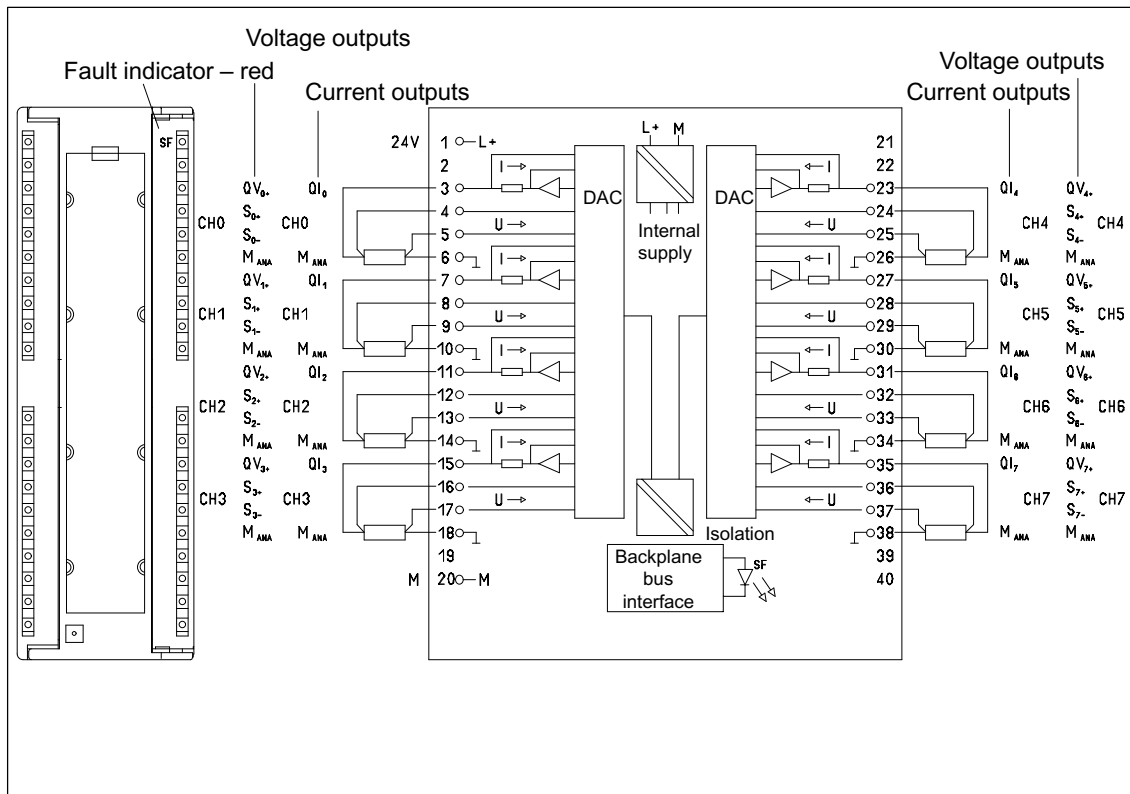 Voltage outputs
Fault indicator – red
Current outputs
Voltage outputs
Current outputs
SF
24V 1 L+
2
QV0+ QI0 3 I
S0+ 4
CH0 CH0
S0- 5 U
MANA MANA 6
QV1+ QI1 7 I
S1+ 8
CH1 CH1
S1- 9 U
MANA MANA 10
QV2+ QI2 11 I
S2+ 12
CH2 CH2
S2- 13 U
MANA MANA 14
QV3+ QI3 15 I
S3+ 16
CH3 CH3
S3- 17 U
MANA MANA 18
19
M 20 M
DAC
L+ M
Internal
supply
DAC
Isolation
Backplane
bus
interface
SF
21
22
I 23 QI4 QV4+
24 S4+
CH4 CH4
U 25 S4-
26 MANA MANA
I 27 QI5 QV5+
28 S5+
CH5 CH5
U 29 S5-
30 MANA MANA
I 31 QI6 QV6+
32 S6+
CH6 CH6
U 33 S6-
34 MANA MANA
I 35 QI7 QV7+
36 S7+
CH7 CH7
U 37 S7-
38 MANA MANA
39
40